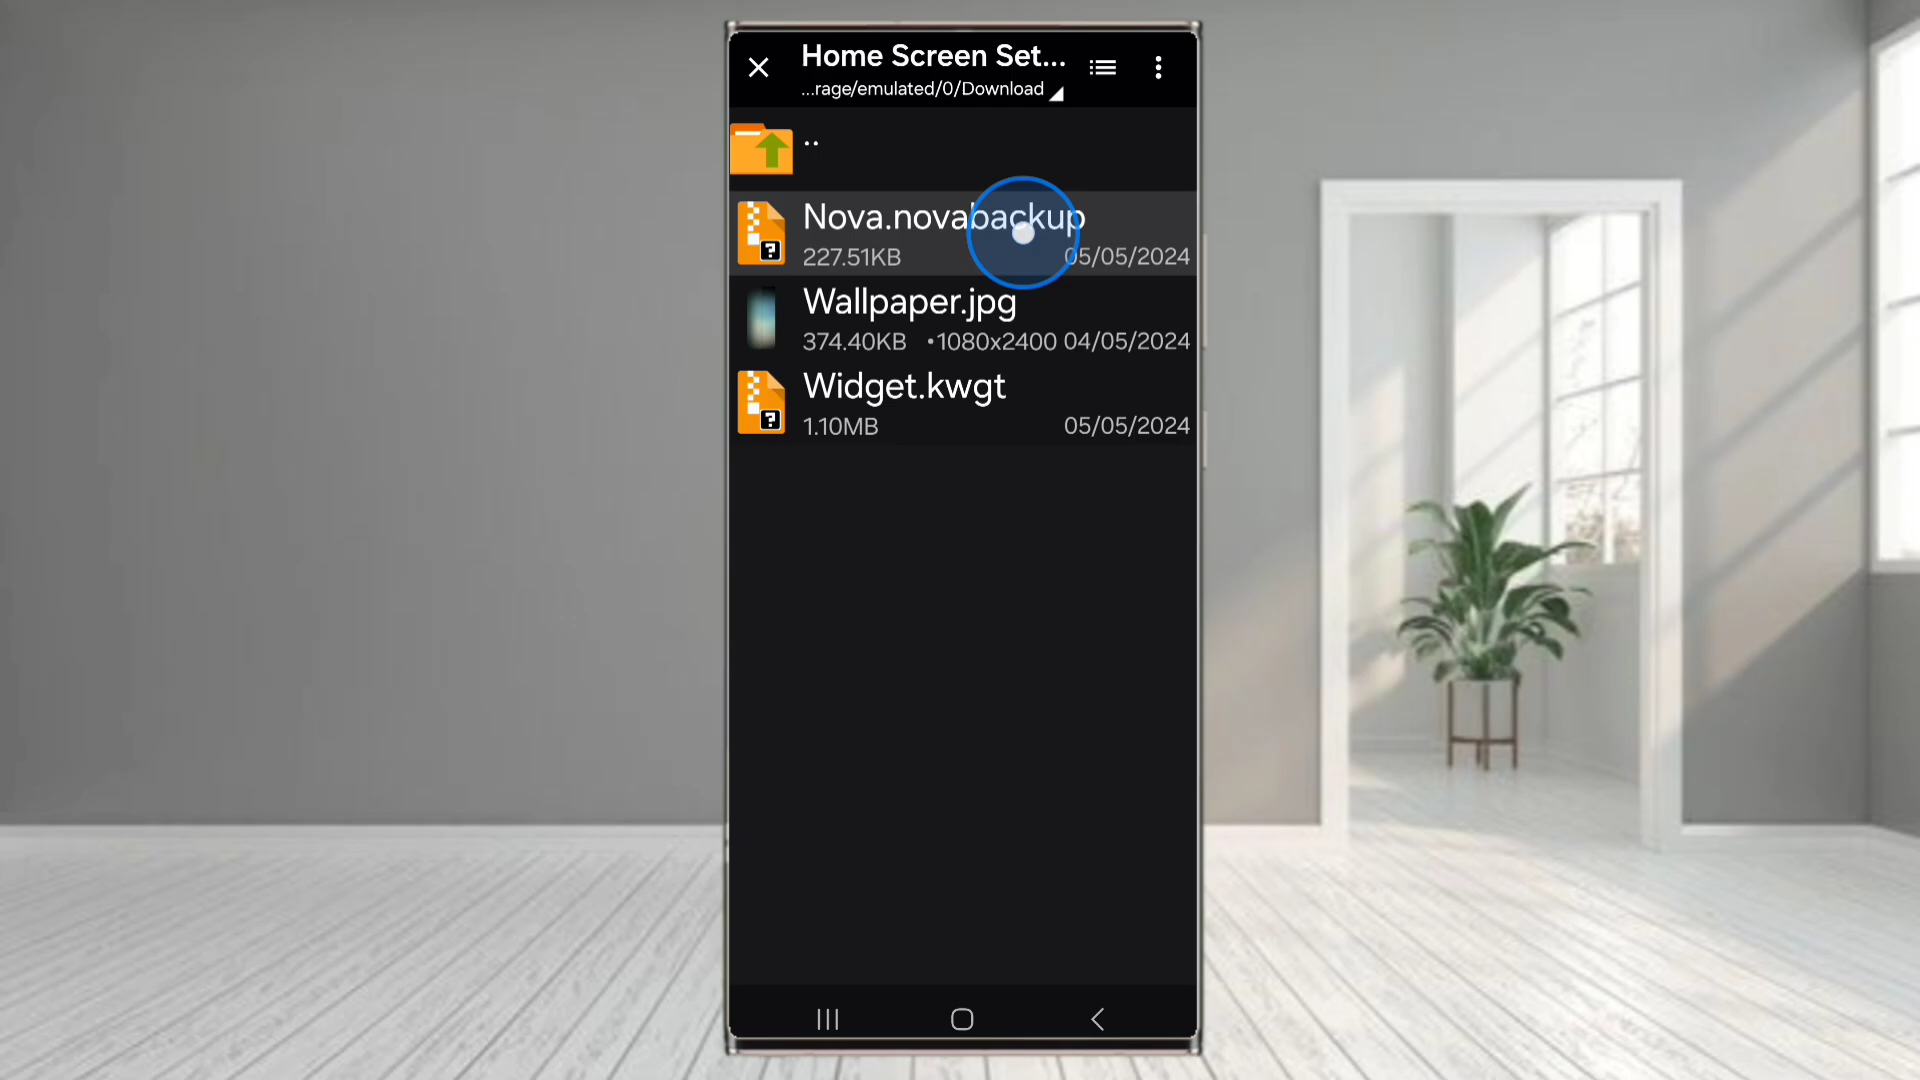 Home Screen Set...
...rage/emulated/0/Download
..
Nova.novabackup
227.51KB 05/05/2024
Wallpaper.jpg
374.40KB •1080x2400 04/05/2024
Widget.kwgt
1.10MB 05/05/2024